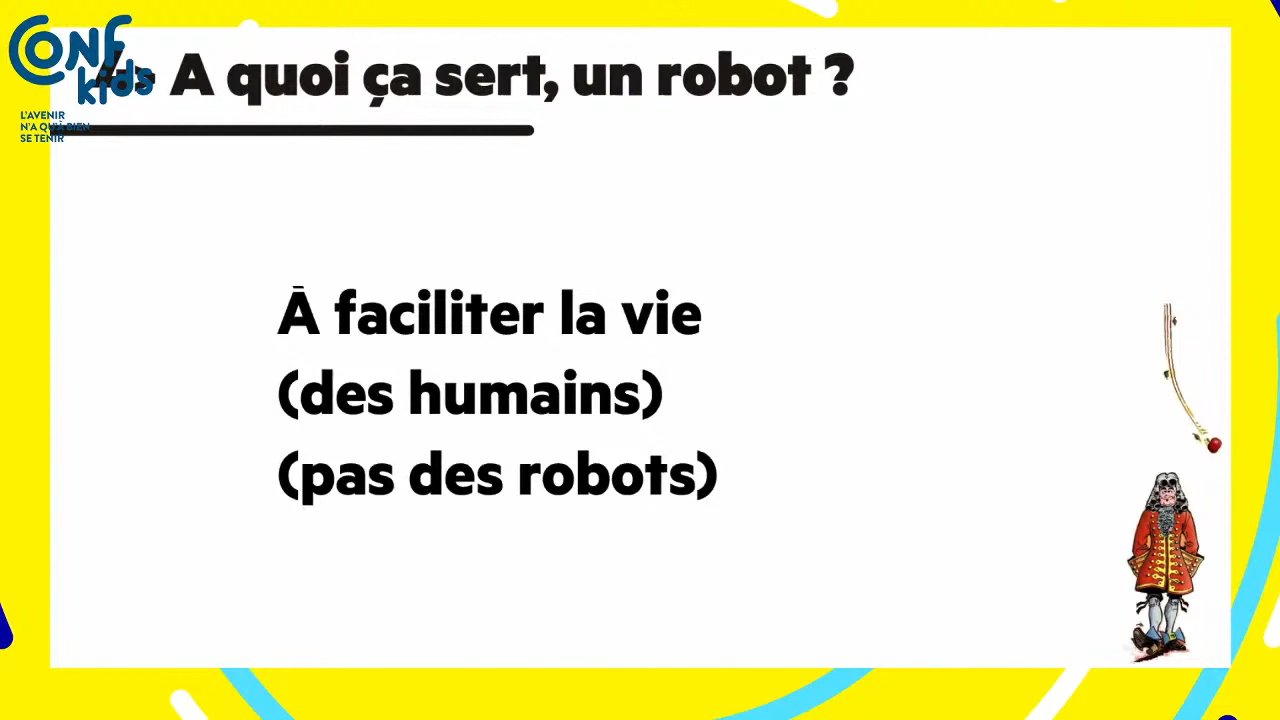 CONF
kids
L'AVENIR
N'A QU'À BIEN
SE TENIR
A quoi ça sert, un robot ?
À faciliter la vie
(des humains)
(pas des robots)